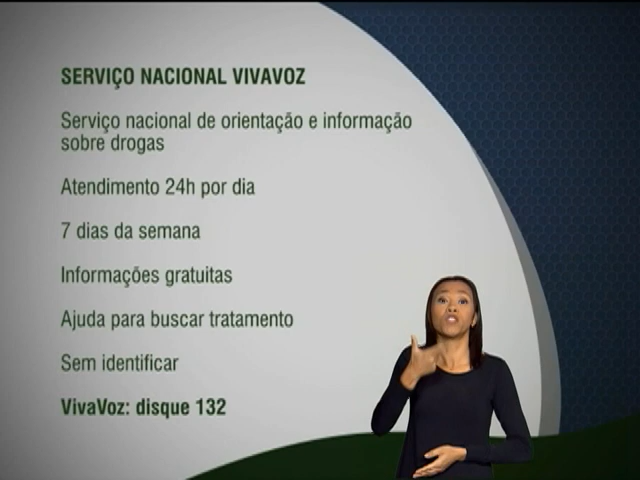 SERVIÇO NACIONAL VIVAVOZ
Serviço nacional de orientação e informação
sobre drogas
Atendimento 24h por dia
7 dias da semana
Informações gratuitas
Ajuda para buscar tratamento
Sem identificar
VivaVoz: disque 132